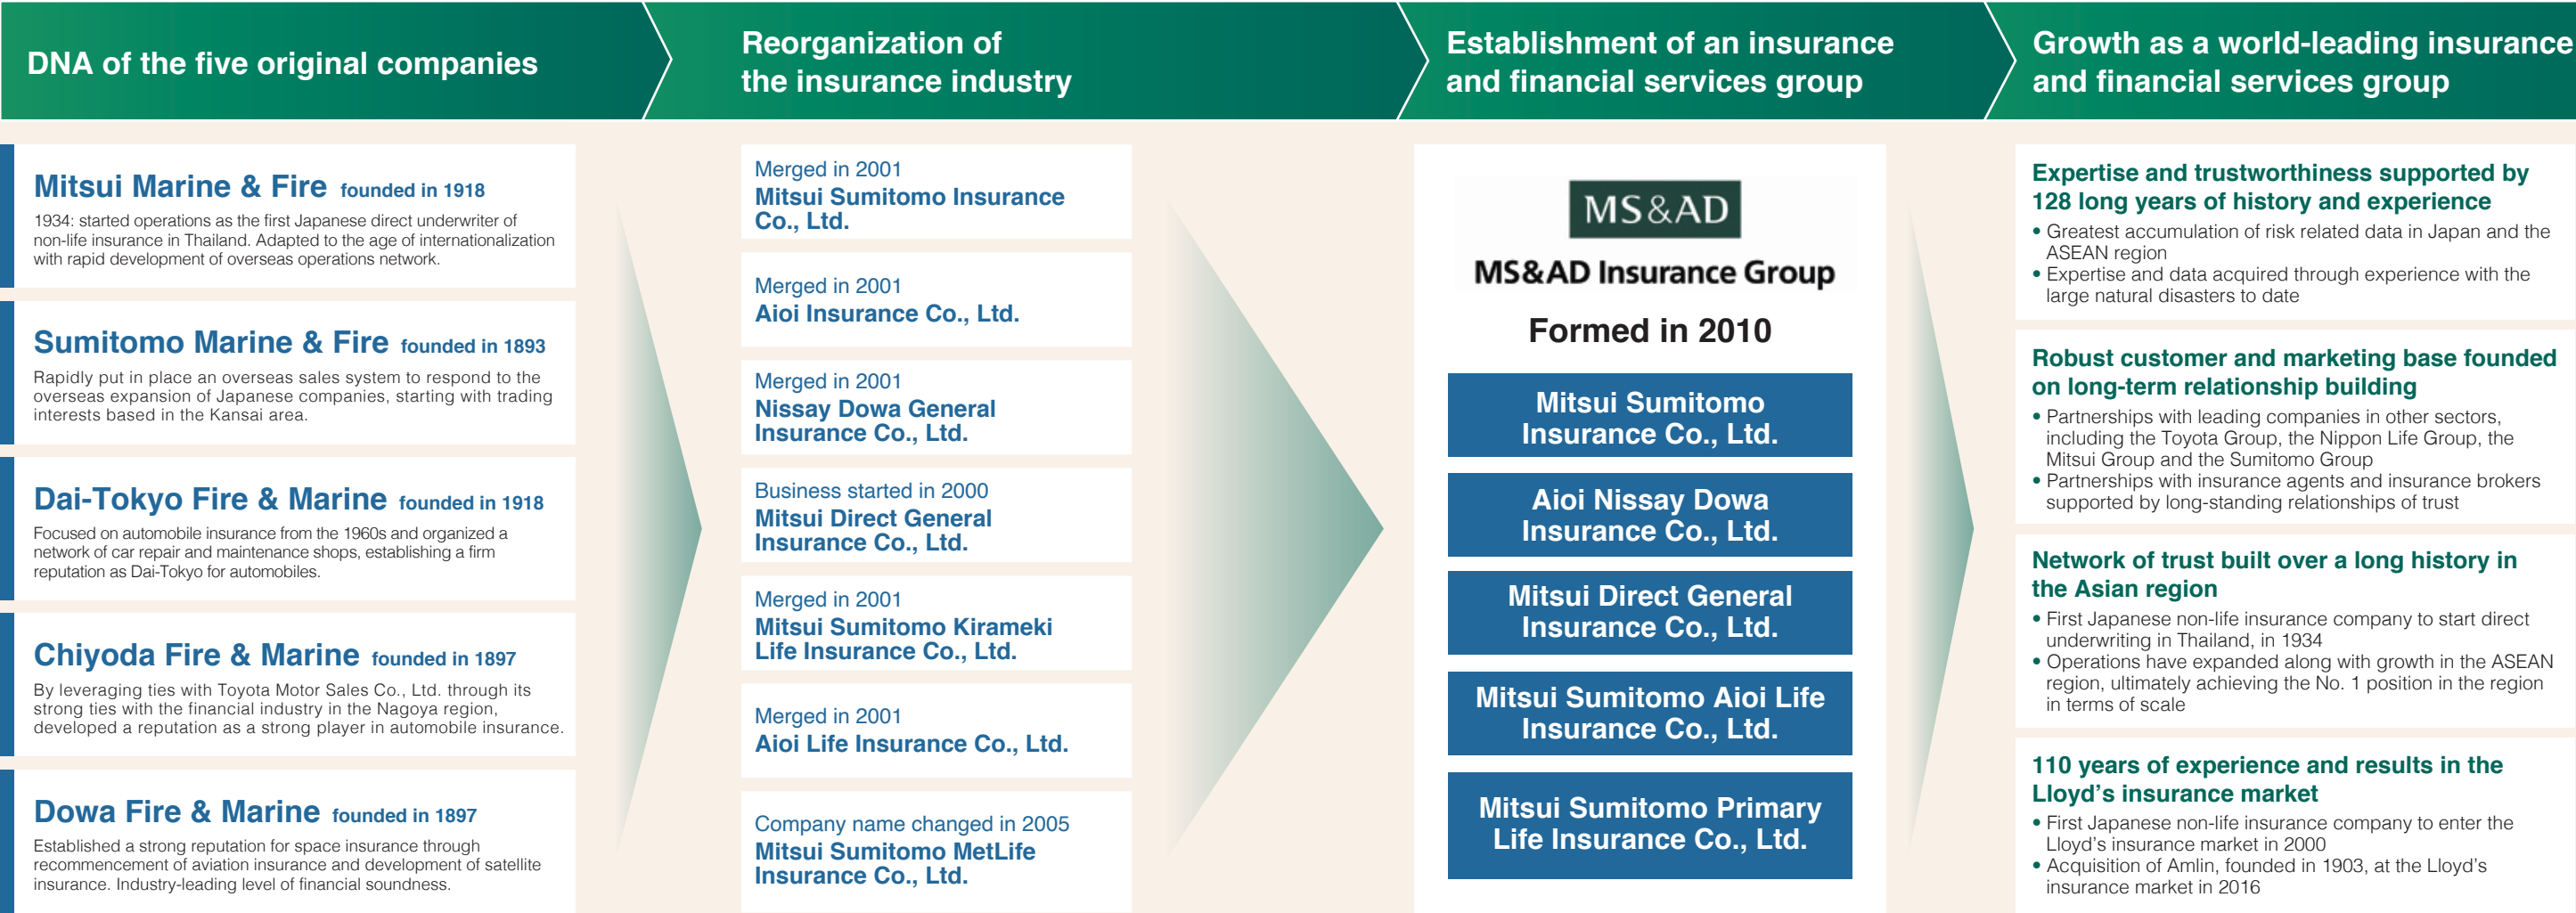 DNA of the five original companies
Reorganization of
the insurance industry
Establishment of an insurance
and financial services group
Growth as a world-leading insurance
and financial services group
Mitsui Marine & Fire founded in 1918
1934: started operations as the first Japanese direct underwriter of
non-life insurance in Thailand. Adapted to the age of internationalization
with rapid development of overseas operations network.
Sumitomo Marine & Fire founded in 1893
Rapidly put in place an overseas sales system to respond to the
overseas expansion of Japanese companies, starting with trading
interests based in the Kansai area.
Dai-Tokyo Fire & Marine founded in 1918
Focused on automobile insurance from the 1960s and organized a
network of car repair and maintenance shops, establishing a firm
reputation as Dai-Tokyo for automobiles.
Chiyoda Fire & Marine founded in 1897
By leveraging ties with Toyota Motor Sales Co., Ltd. through its
strong ties with the financial industry in the Nagoya region,
developed a reputation as a strong player in automobile insurance.
Dowa Fire & Marine founded in 1897
Established a strong reputation for space insurance through
recommencement of aviation insurance and development of satellite
insurance. Industry-leading level of financial soundness.
Merged in 2001
Mitsui Sumitomo Insurance
Co., Ltd.
Merged in 2001
Aioi Insurance Co., Ltd.
Merged in 2001
Nissay Dowa General
Insurance Co., Ltd.
Business started in 2000
Mitsui Direct General
Insurance Co., Ltd.
Merged in 2001
Mitsui Sumitomo Kirameki
Life Insurance Co., Ltd.
Merged in 2001
Aioi Life Insurance Co., Ltd.
Company name changed in 2005
Mitsui Sumitomo MetLife
Insurance Co., Ltd.
MS&AD
MS&AD Insurance Group
Formed in 2010
Mitsui Sumitomo
Insurance Co., Ltd.
Aioi Nissay Dowa
Insurance Co., Ltd.
Mitsui Direct General
Insurance Co., Ltd.
Mitsui Sumitomo Aioi Life
Insurance Co., Ltd.
Mitsui Sumitomo Primary
Life Insurance Co., Ltd.
Expertise and trustworthiness supported by
128 long years of history and experience
• Greatest accumulation of risk related data in Japan and the
ASEAN region
• Expertise and data acquired through experience with the
large natural disasters to date
Robust customer and marketing base founded
on long-term relationship building
• Partnerships with leading companies in other sectors,
including the Toyota Group, the Nippon Life Group, the
Mitsui Group and the Sumitomo Group
• Partnerships with insurance agents and insurance brokers
supported by long-standing relationships of trust
Network of trust built over a long history in
the Asian region
• First Japanese non-life insurance company to start direct
underwriting in Thailand, in 1934
• Operations have expanded along with growth in the ASEAN
region, ultimately achieving the No. 1 position in the region
in terms of scale
110 years of experience and results in the
Lloyd's insurance market
• First Japanese non-life insurance company to enter the
Lloyd's insurance market in 2000
• Acquisition of Amlin, founded in 1903, at the Lloyd's
insurance market in 2016